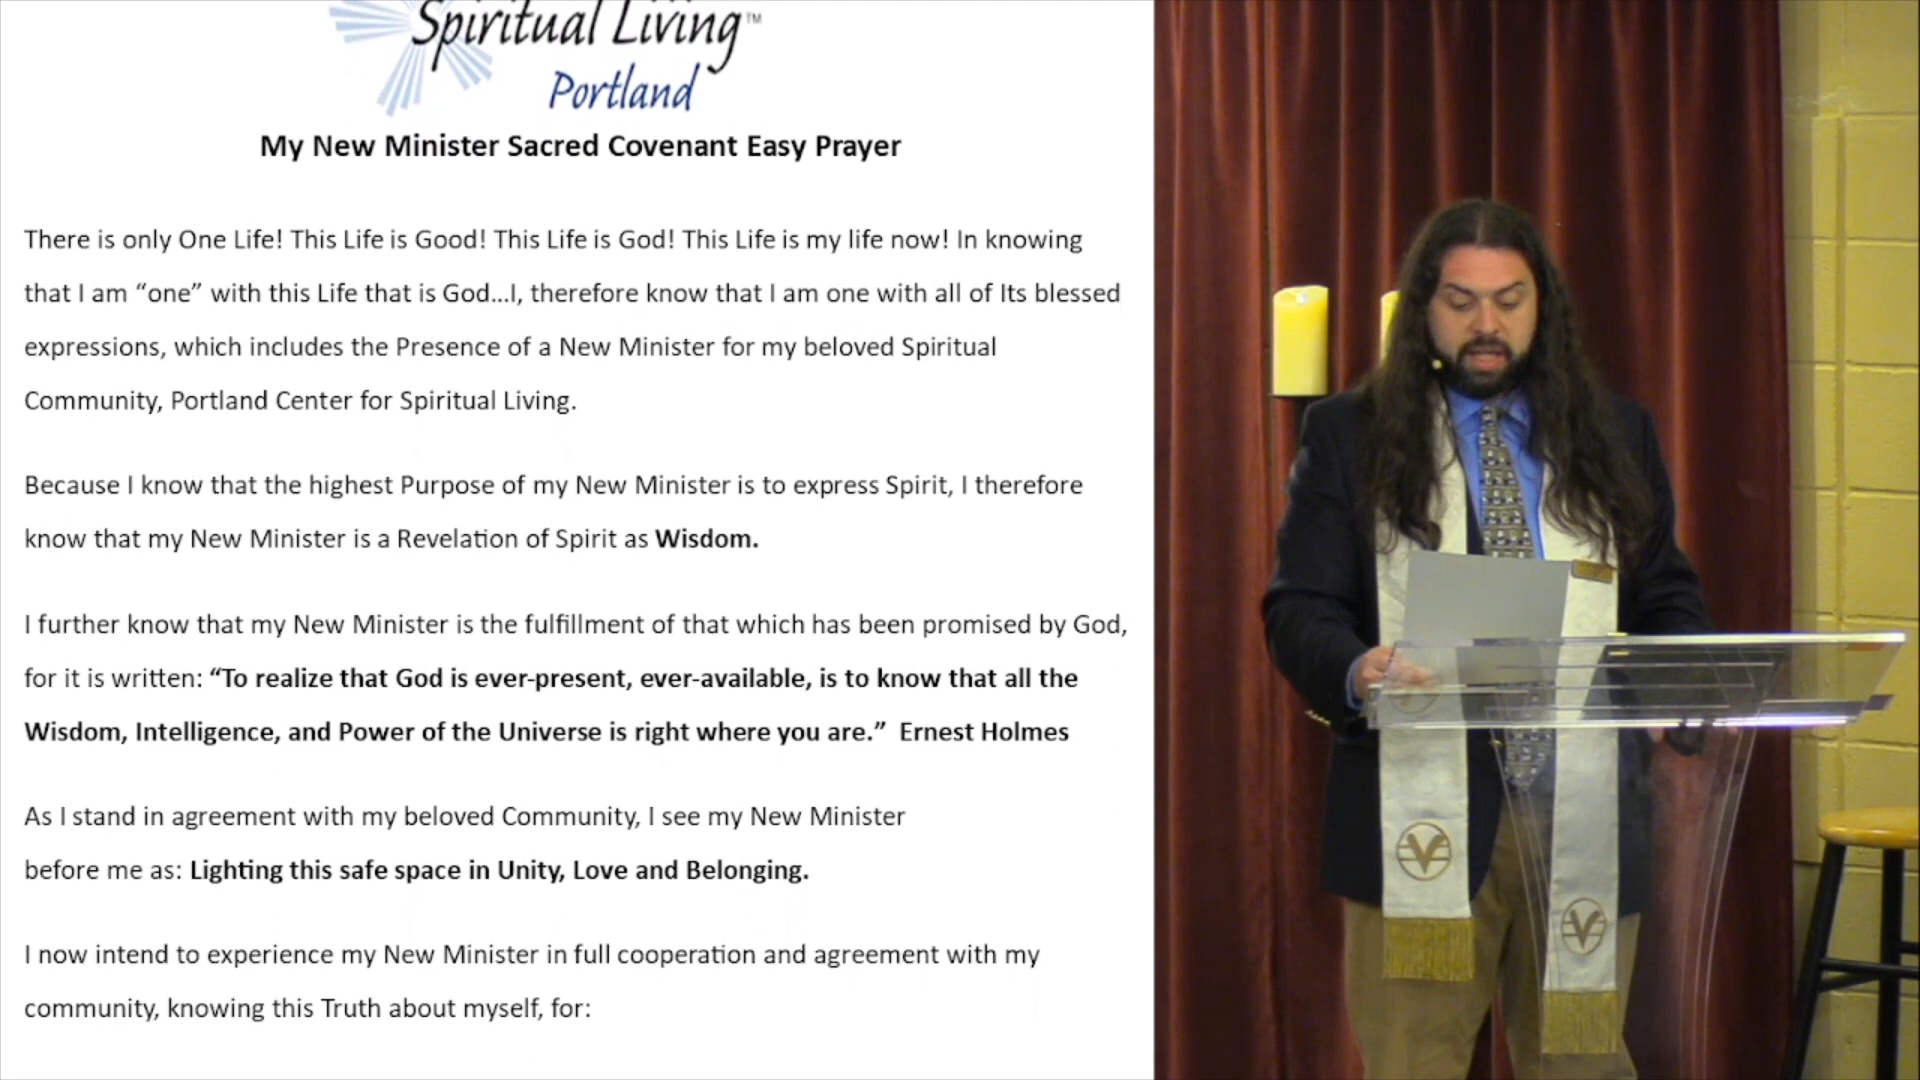 Spiritual Living™
Portland
My New Minister Sacred Covenant Easy Prayer
There is only One Life! This Life is Good! This Life is God! This Life is my life now! In knowing
that I am “one” with this Life that is God...I, therefore know that I am one with all of Its blessed
expressions, which includes the Presence of a New Minister for my beloved Spiritual
Community, Portland Center for Spiritual Living.
Because I know that the highest Purpose of my New Minister is to express Spirit, I therefore
know that my New Minister is a Revelation of Spirit as Wisdom.
I further know that my New Minister is the fulfillment of that which has been promised by God,
for it is written: “To realize that God is ever-present, ever-available, is to know that all the
Wisdom, Intelligence, and Power of the Universe is right where you are.” Ernest Holmes
As I stand in agreement with my beloved Community, I see my New Minister
before me as: Lighting this safe space in Unity, Love and Belonging.
I now intend to experience my New Minister in full cooperation and agreement with my
community, knowing this Truth about myself, for: